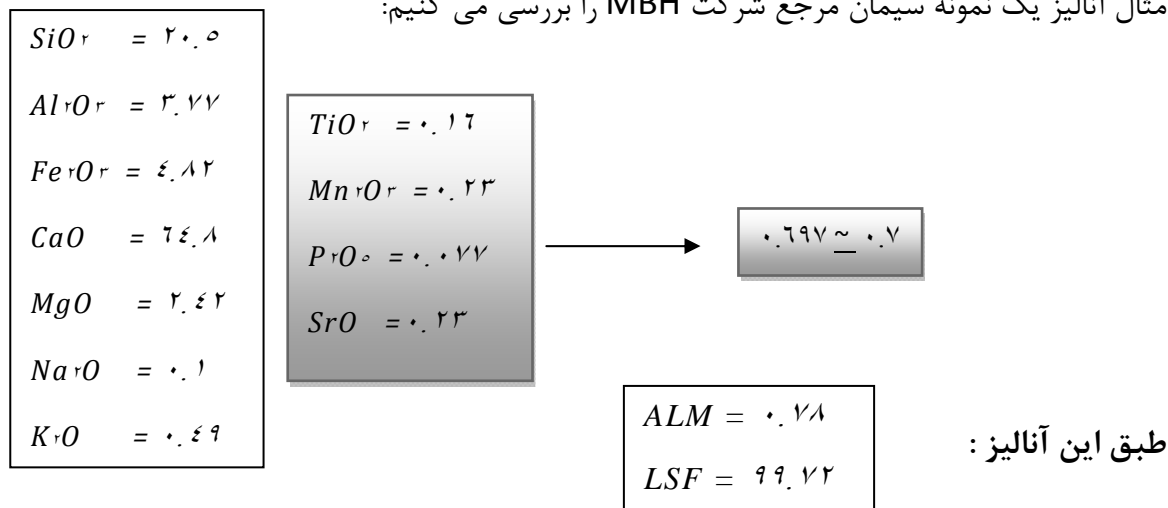 مثال آنالیز یک نمونه سیمان مرجع شرکت MBH را بررسی می کنیم:
SiO۲ = ۲۰.۵
Al۲O۳ = ۳.۷۷
Fe۲O۳ = ٤.۸۲
CaO = ٦٤.۸
MgO = ۲.٤۲
Na۲O = ۰.۱
K۲O = ۰.٤۹
TiO۲ = ۰.۱٦
Mn۲O۳ = ۰.۲۳
P۲O۵ = ۰.۰۷۷
SrO = ۰.۲۳
۰.٦۹۷ ~ ۰.۷
طبق این آنالیز :
ALM = ۰.۷۸
LSF = ۹۹.۷۲